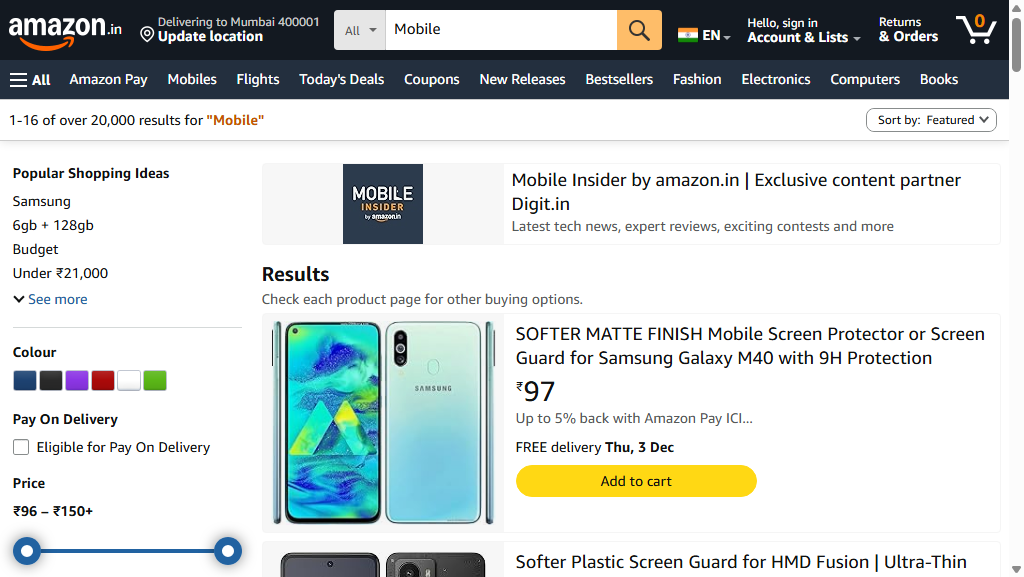 amazon.in
Delivering to Mumbai 400001
Update location
All
Mobile
EN
Hello, sign in
Account & Lists
Returns
& Orders
0
All
Amazon Pay
Mobiles
Flights
Today's Deals
Coupons
New Releases
Bestsellers
Fashion
Electronics
Computers
Books
1-16 of over 20,000 results for "Mobile"
Sort by: Featured
Popular Shopping Ideas
Samsung
6gb + 128gb
Budget
Under ₹21,000
See more
Colour
Pay On Delivery
Eligible for Pay On Delivery
Price
₹96 – ₹150+
MOBILE
INSIDER
by amazon.in
Mobile Insider by amazon.in | Exclusive content partner
Digit.in
Latest tech news, expert reviews, exciting contests and more
Results
Check each product page for other buying options.
SAMSUNG
SOFTER MATTE FINISH Mobile Screen Protector or Screen
Guard for Samsung Galaxy M40 with 9H Protection
₹97
Up to 5% back with Amazon Pay ICI...
FREE delivery Thu, 3 Dec
Add to cart
Softer Plastic Screen Guard for HMD Fusion | Ultra-Thin